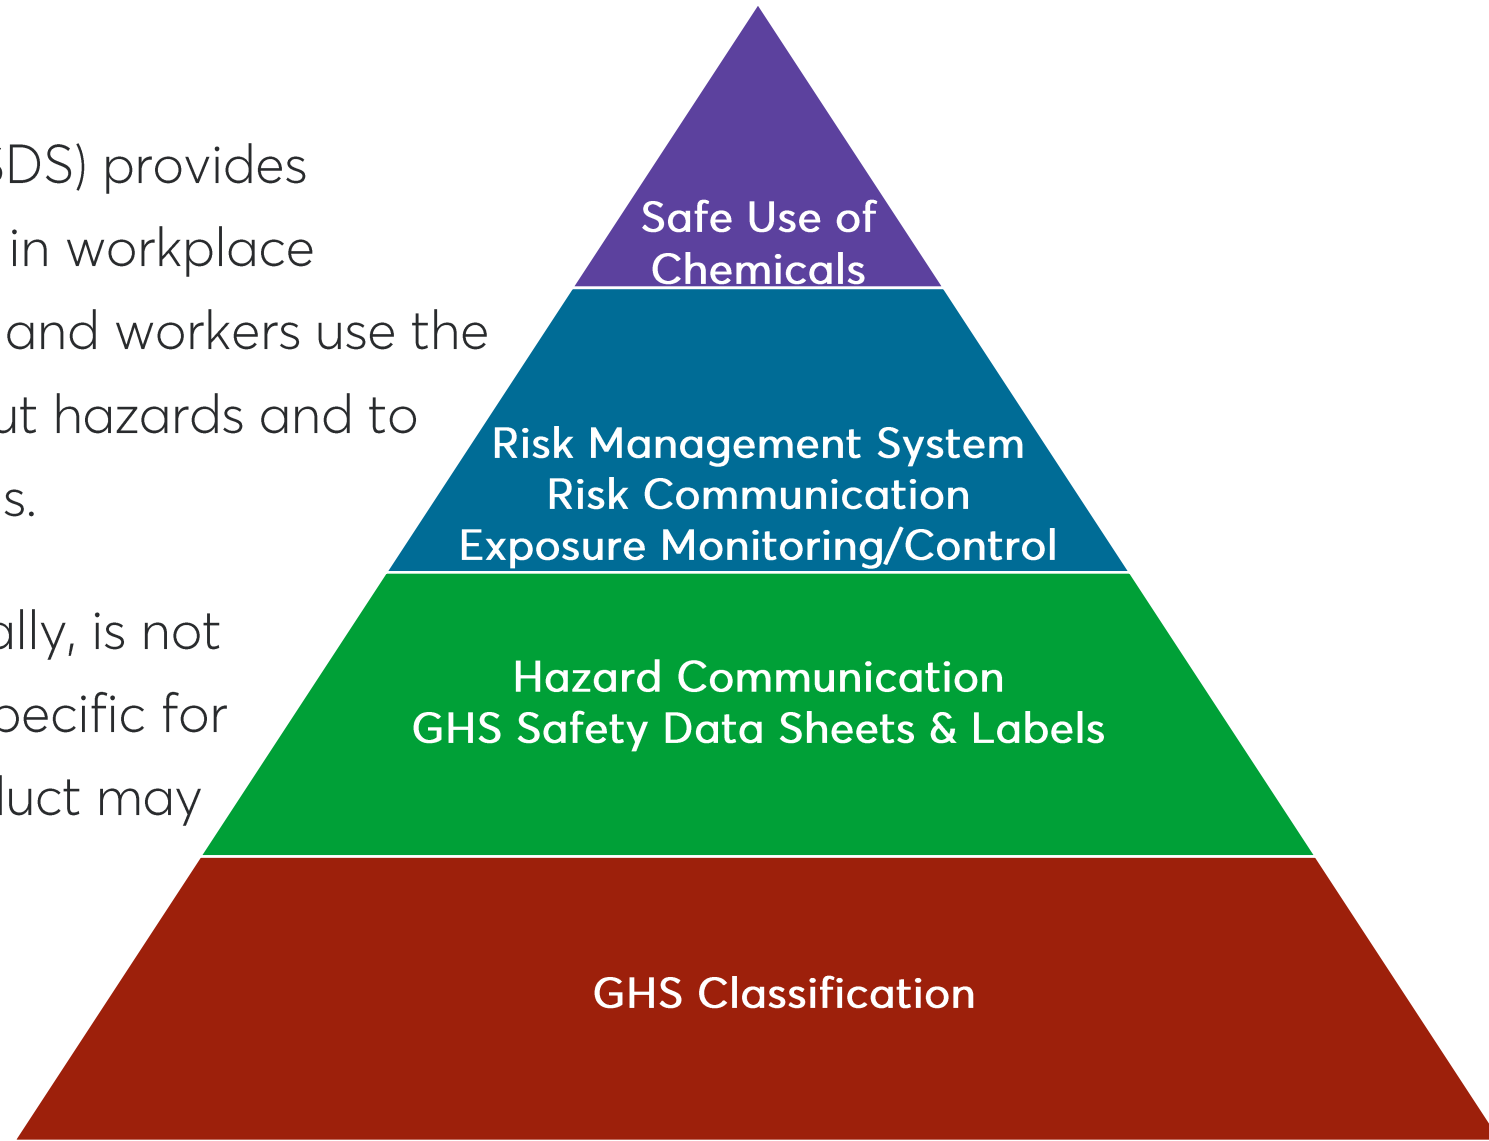 SDS) provides
in workplace
and workers use the
ut hazards and to
s.
ally, is not
pecific for
duct may
Safe Use of
Chemicals
Risk Management System
Risk Communication
Exposure Monitoring/Control
Hazard Communication
GHS Safety Data Sheets & Labels
GHS Classification